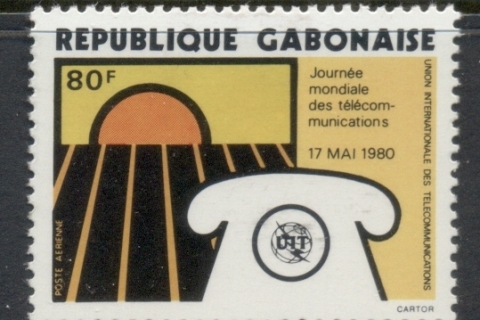 REPUBLIQUE GABONAISE
80F
Journée
mondiale
des télécom-
munications
17 MAI 1980
UNION INTERNATIONALE DES TELECOMMUNICATIONS
POSTE AERIENNE
UIT
CARTOR